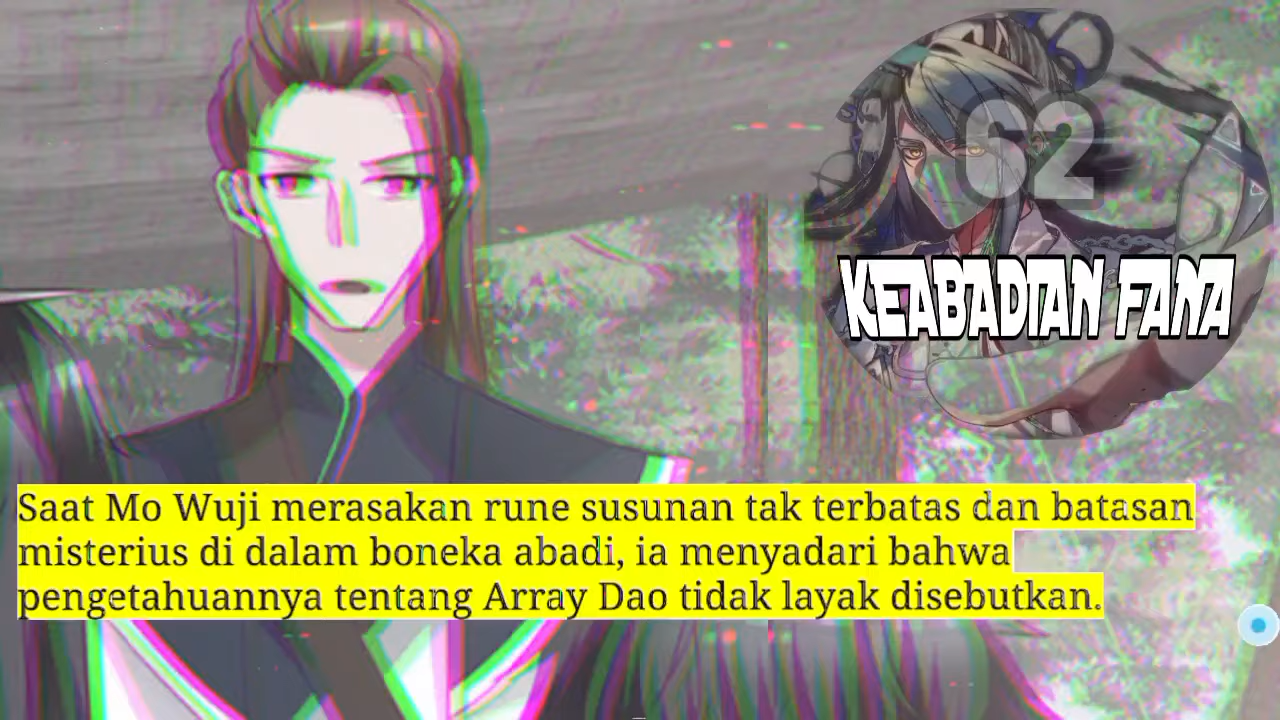 62
KEABADIAN FANA
Saat Mo Wuji merasakan rune susunan tak terbatas dan batasan
misterius di dalam boneka abadi, ia menyadari bahwa
pengetahuannya tentang Array Dao tidak layak disebutkan.